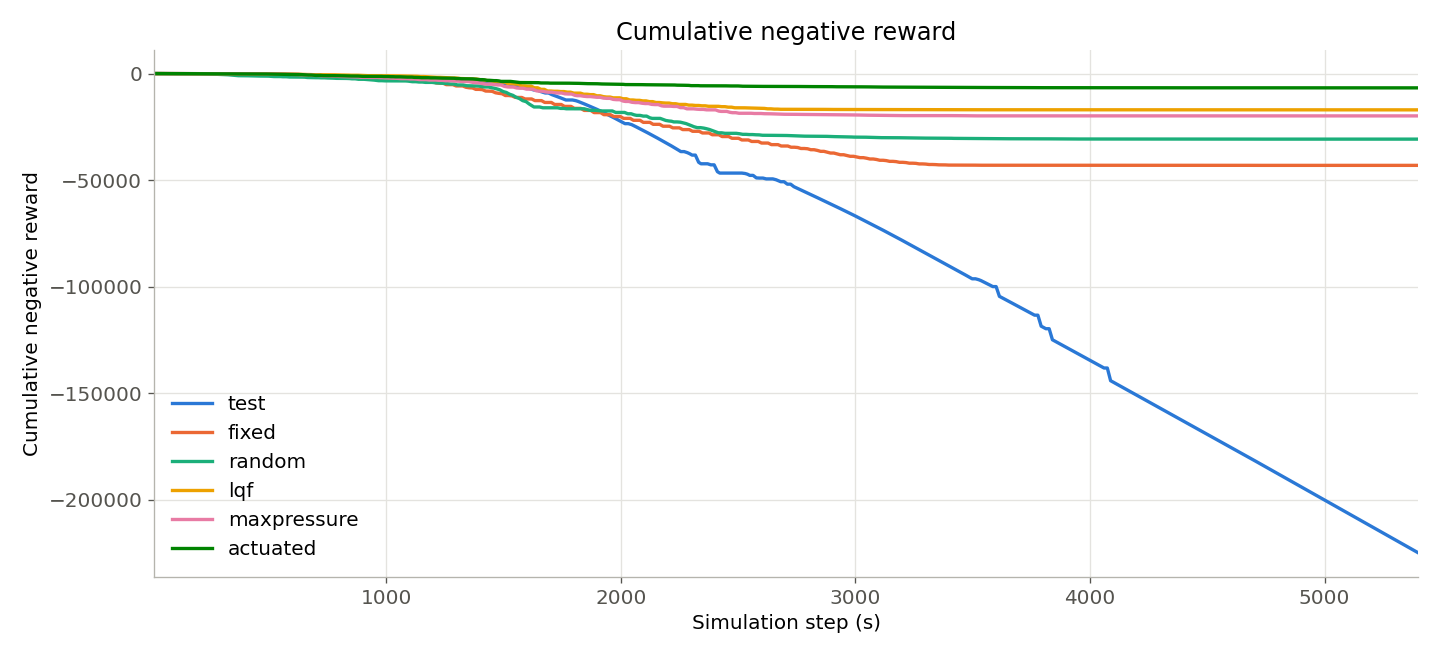 Cumulative negative reward
Cumulative negative reward
0
−50000
−100000
−150000
−200000
test
fixed
random
lqf
maxpressure
actuated
1000 2000 3000 4000 5000
Simulation step (s)